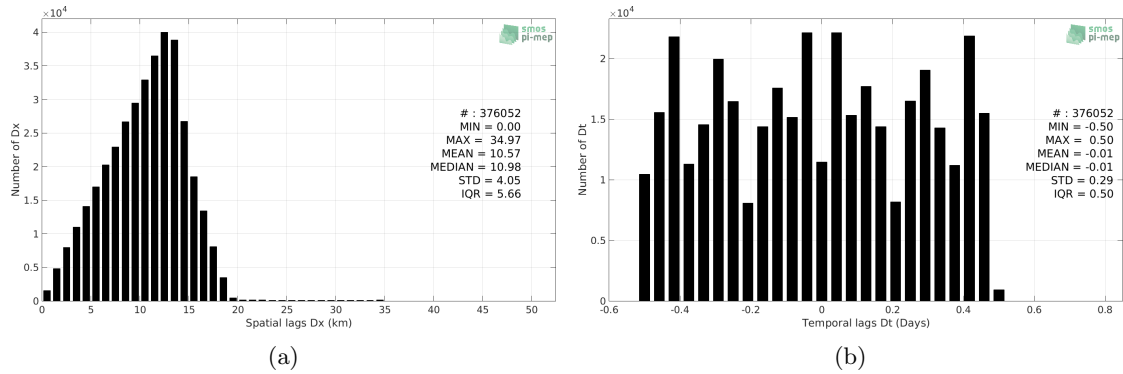 ×10⁴
4
3.5
3
2.5
2
1.5
1
0.5
0
Number of Dx
0 5 10 15 20 25 30 35 40 45 50
Spatial lags Dx (km)
smos
pi-mep
# : 376052
MIN = 0.00
MAX = 34.97
MEAN = 10.57
MEDIAN = 10.98
STD = 4.05
IQR = 5.66
(a)
×10⁴
2
1.5
1
0.5
0
Number of Dt
-0.6 -0.4 -0.2 0 0.2 0.4 0.6 0.8
Temporal lags Dt (Days)
smos
pi-mep
# : 376052
MIN = -0.50
MAX = 0.50
MEAN = -0.01
MEDIAN = -0.01
STD = 0.29
IQR = 0.50
(b)